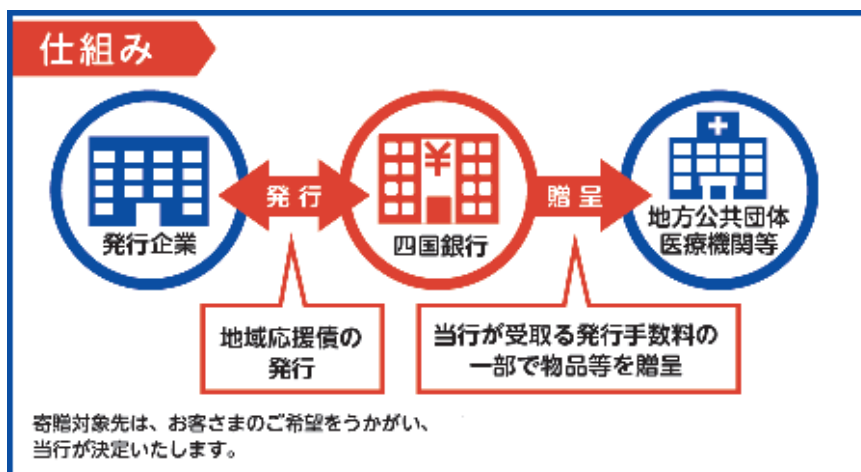 仕組み
発行
贈呈
発行企業
四国銀行
地方公共団体
医療機関等
地域応援債の
発行
当行が受取る発行手数料の
一部で物品等を贈呈
寄贈対象先は、お客さまのご希望をうかがい、
当行が決定いたします。